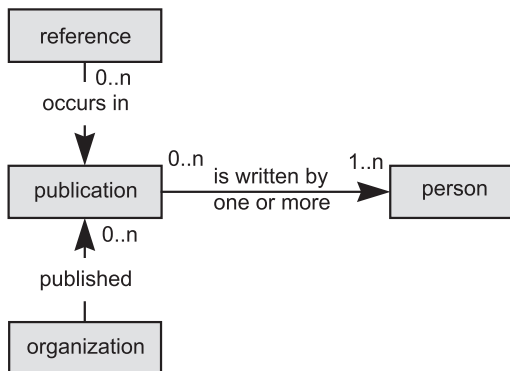 reference
0..n
occurs in
0..n
1..n
is written by
publication
person
one or more
0..n
published
organization